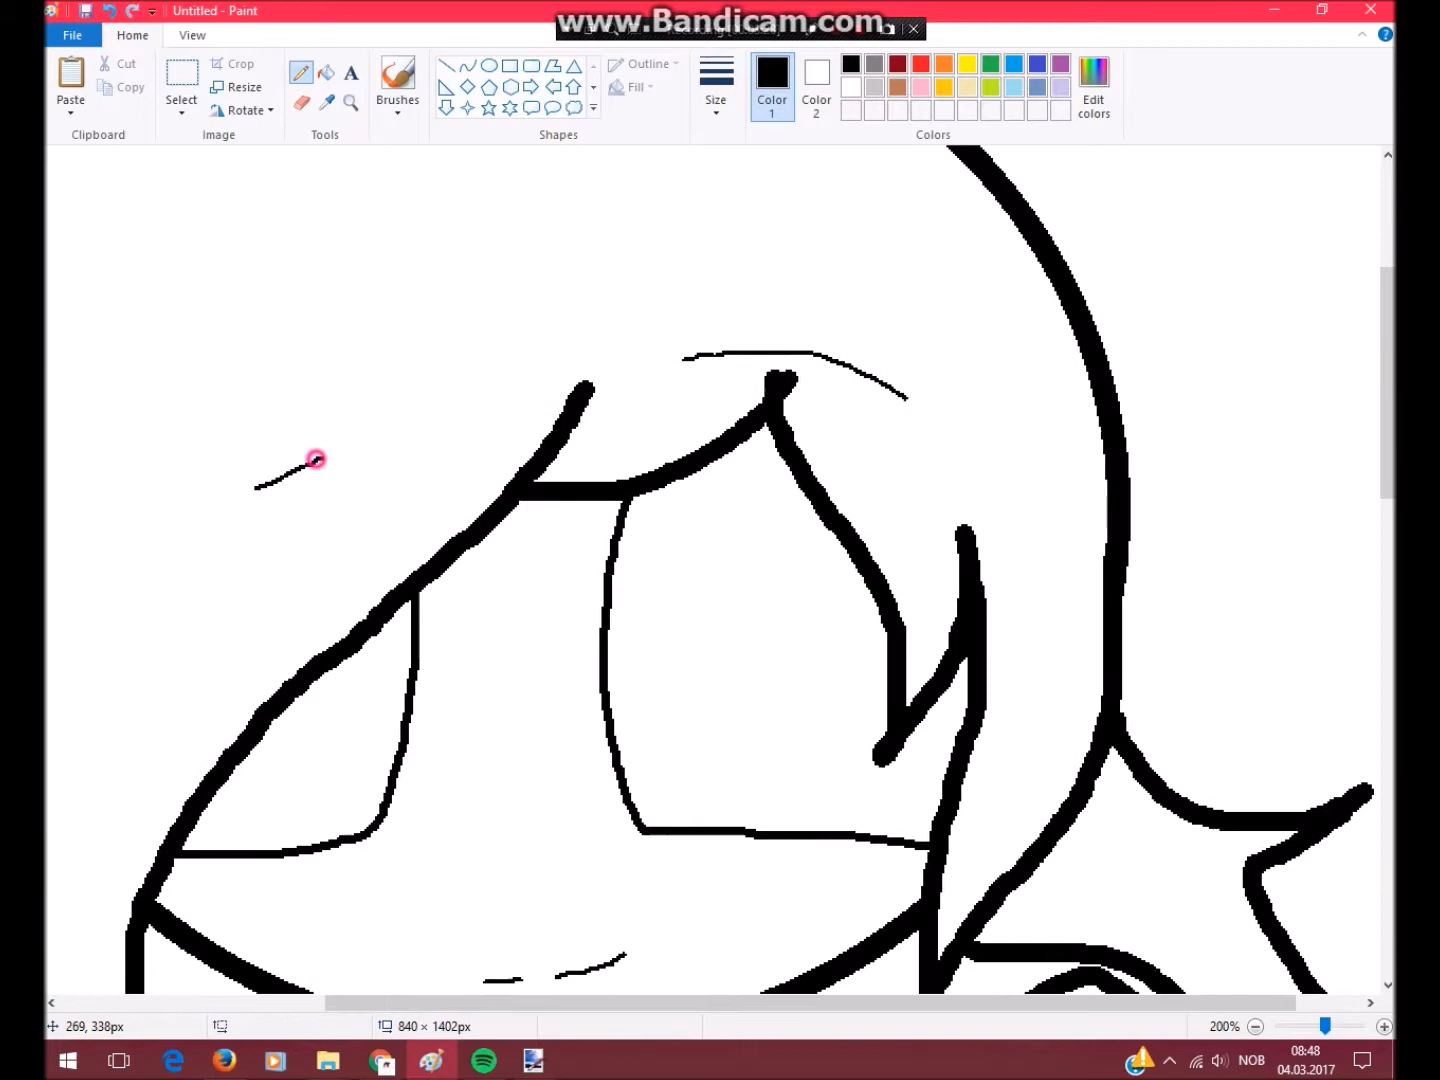 Untitled - Paint
www.Bandicam.com
File
Home
View
Paste
Cut
Copy
Clipboard
Select
Crop
Resize
Rotate
Image
A
Tools
Brushes
Outline
Fill
Shapes
Size
Color 1
Color 2
Edit colors
Colors
269, 338px
840 × 1402px
200%
NOB
08:48
04.03.2017